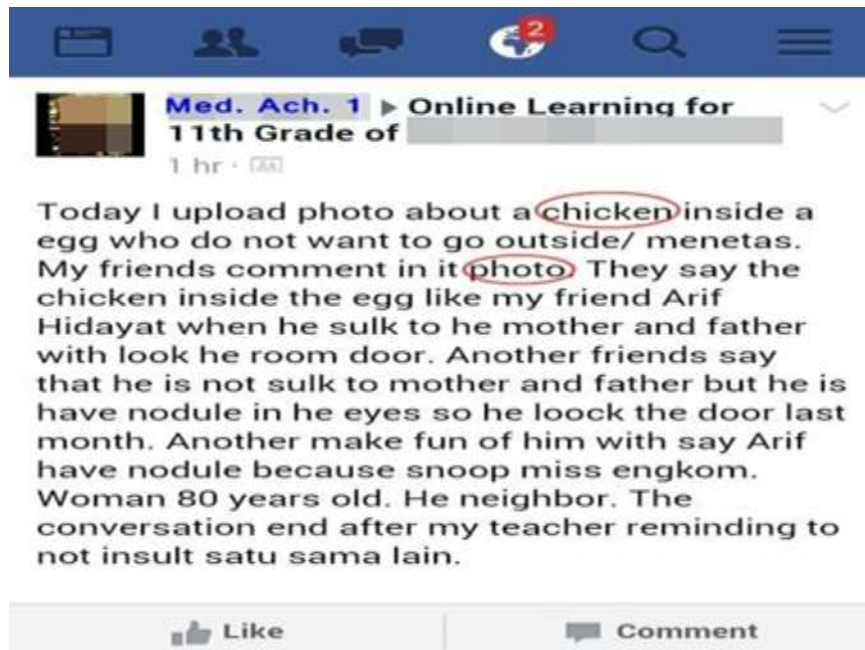 2
Med. Ach. 1 ▶ Online Learning for
11th Grade of
1 hr ·
Today I upload photo about a chicken inside a
egg who do not want to go outside/ menetas.
My friends comment in it photo. They say the
chicken inside the egg like my friend Arif
Hidayat when he sulk to he mother and father
with look he room door. Another friends say
that he is not sulk to mother and father but he is
have nodule in he eyes so he loock the door last
month. Another make fun of him with say Arif
have nodule because snoop miss engkom.
Woman 80 years old. He neighbor. The
conversation end after my teacher reminding to
not insult satu sama lain.
Like Comment